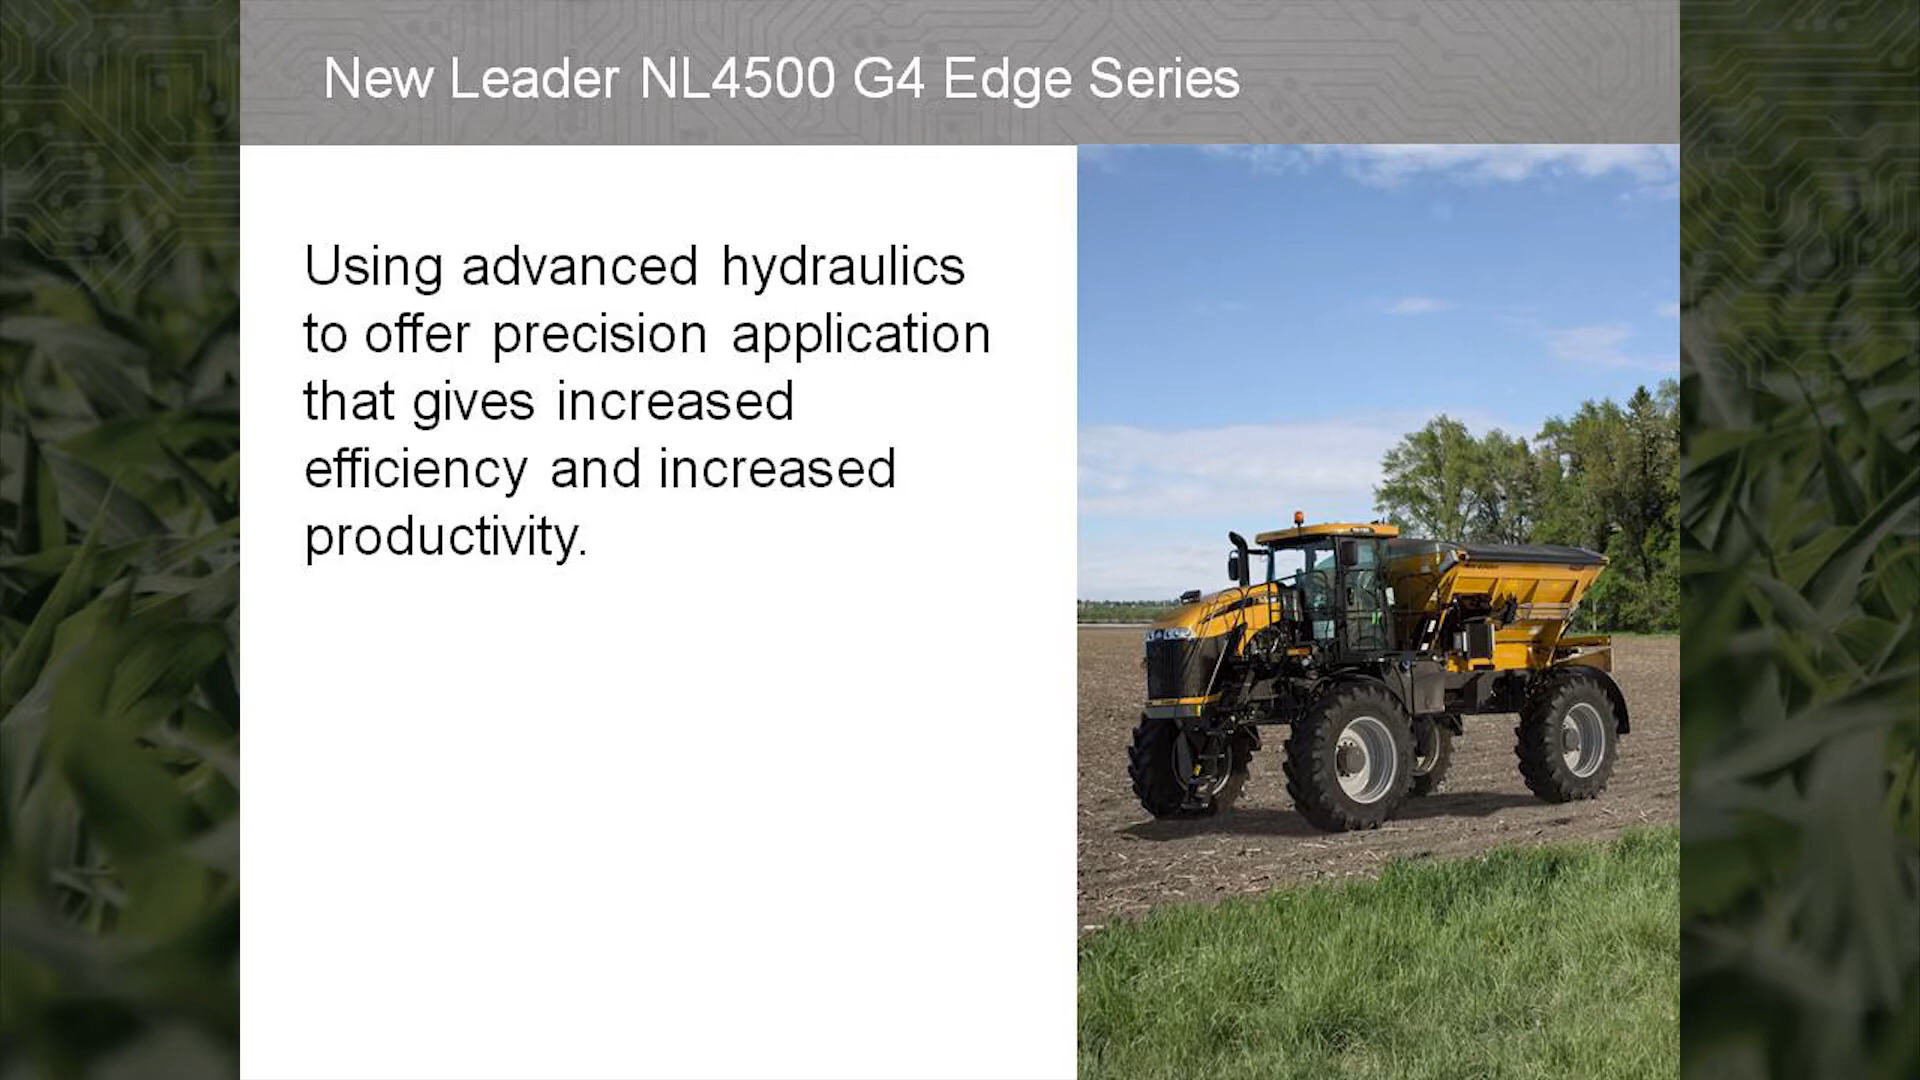 New Leader NL4500 G4 Edge Series
Using advanced hydraulics
to offer precision application
that gives increased
efficiency and increased
productivity.